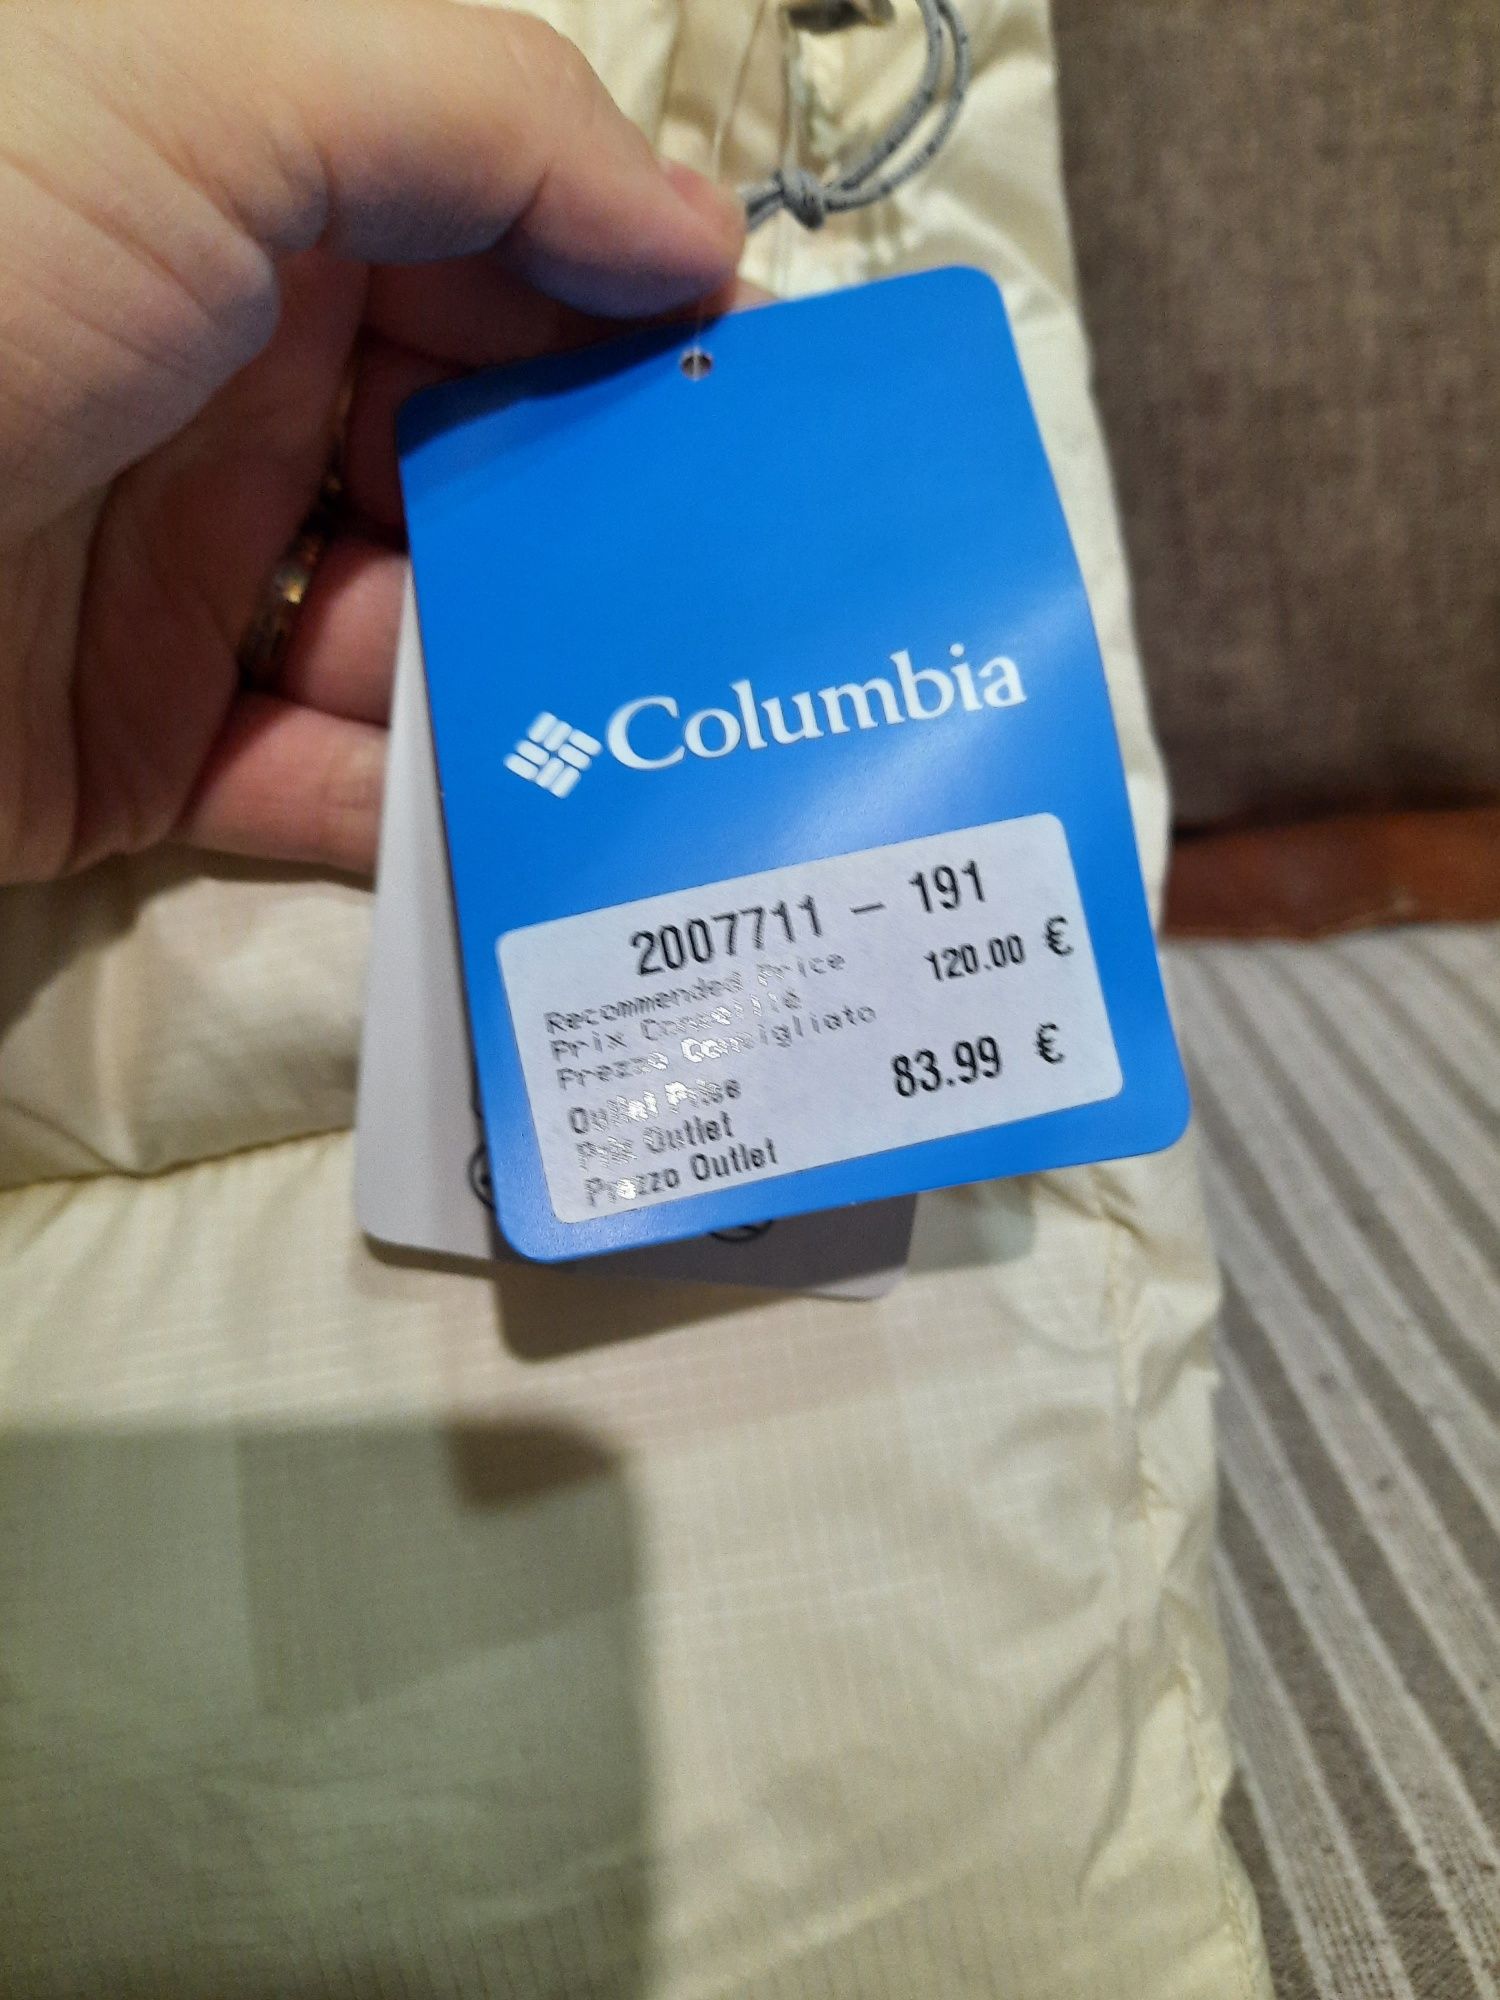 Columbia
2007711 - 191
Recommended Price
120.00 €
Prix Conseillé
Prezzo Consigliato
Outlet Price
83.99 €
Prix Outlet
Prezzo Outlet